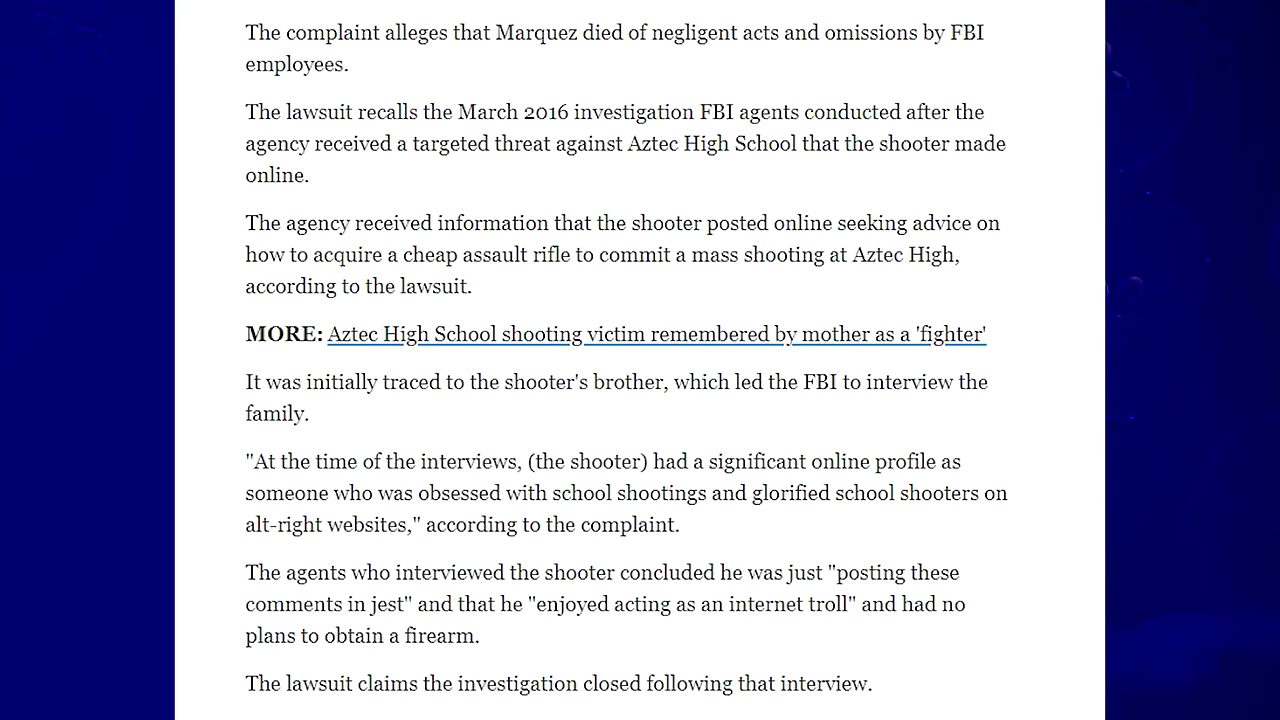 The complaint alleges that Marquez died of negligent acts and omissions by FBI
employees.
The lawsuit recalls the March 2016 investigation FBI agents conducted after the
agency received a targeted threat against Aztec High School that the shooter made
online.
The agency received information that the shooter posted online seeking advice on
how to acquire a cheap assault rifle to commit a mass shooting at Aztec High,
according to the lawsuit.
MORE: Aztec High School shooting victim remembered by mother as a 'fighter'
It was initially traced to the shooter's brother, which led the FBI to interview the
family.
"At the time of the interviews, (the shooter) had a significant online profile as
someone who was obsessed with school shootings and glorified school shooters on
alt-right websites," according to the complaint.
The agents who interviewed the shooter concluded he was just "posting these
comments in jest" and that he "enjoyed acting as an internet troll" and had no
plans to obtain a firearm.
The lawsuit claims the investigation closed following that interview.